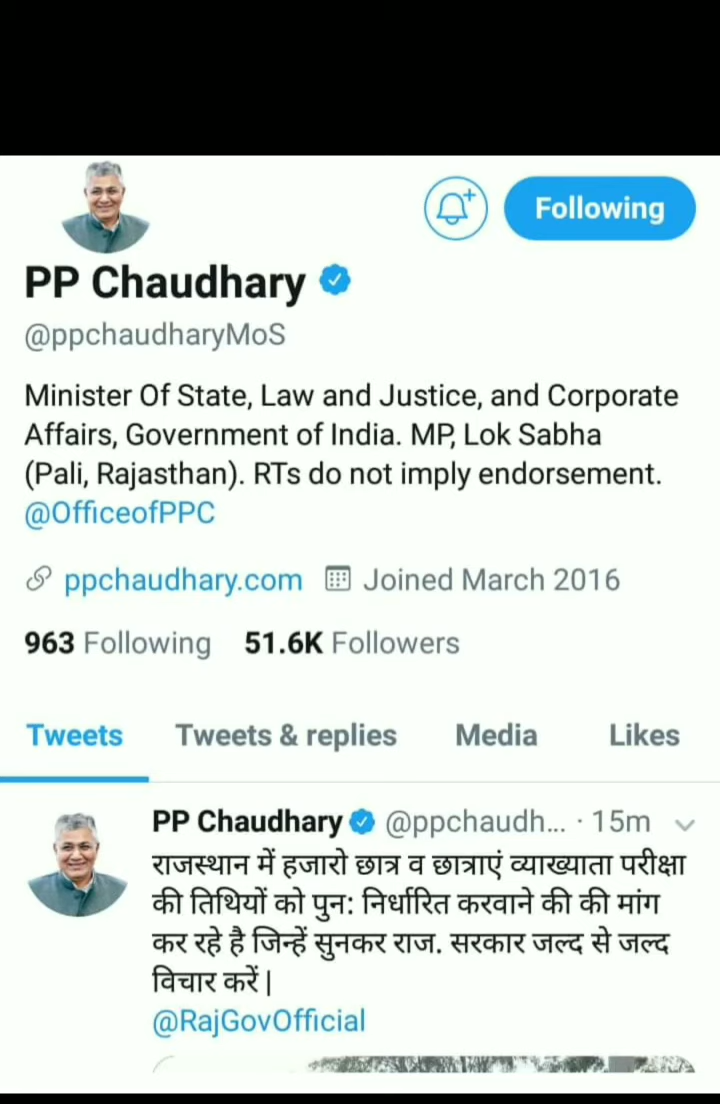 Following
PP Chaudhary
@ppchaudharyMoS
Minister Of State, Law and Justice, and Corporate
Affairs, Government of India. MP, Lok Sabha
(Pali, Rajasthan). RTs do not imply endorsement.
@OfficeofPPC
ppchaudhary.com Joined March 2016
963 Following 51.6K Followers
Tweets Tweets & replies Media Likes
PP Chaudhary @ppchaudh... · 15m
राजस्थान में हजारो छात्र व छात्राएं व्याख्याता परीक्षा
की तिथियों को पुन: निर्धारित करवाने की की मांग
कर रहे है जिन्हें सुनकर राज. सरकार जल्द से जल्द
विचार करें|
@RajGovOfficial